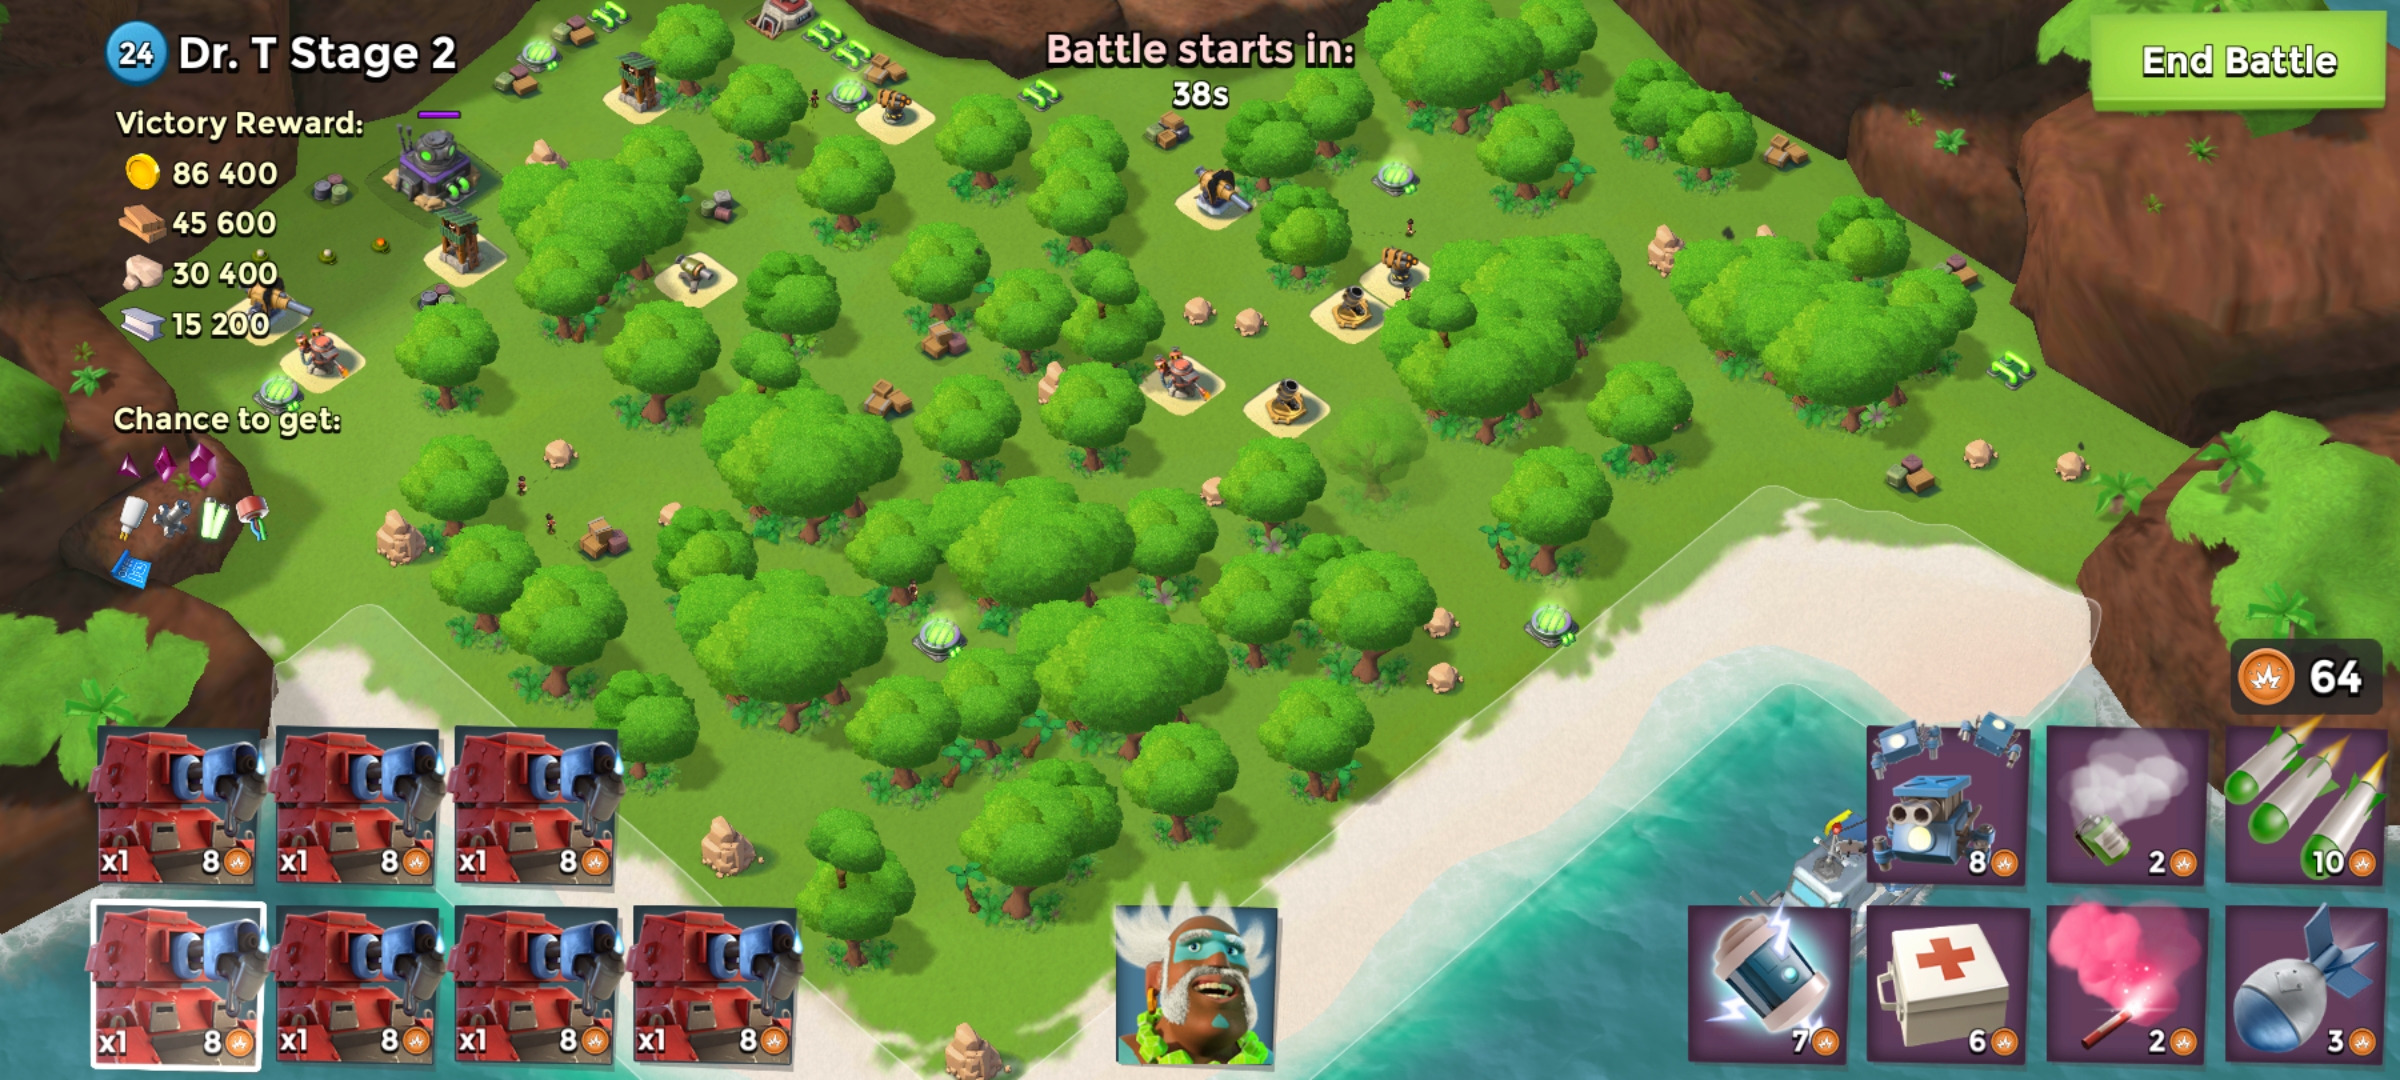 24 Dr. T Stage 2
Battle starts in:
38s
End Battle
Victory Reward:
86 400
45 600
30 400
15 200
Chance to get:
64
x1 8
x1 8
x1 8
8
2
10
x1 8
x1 8
x1 8
x1 8
7
6
2
3